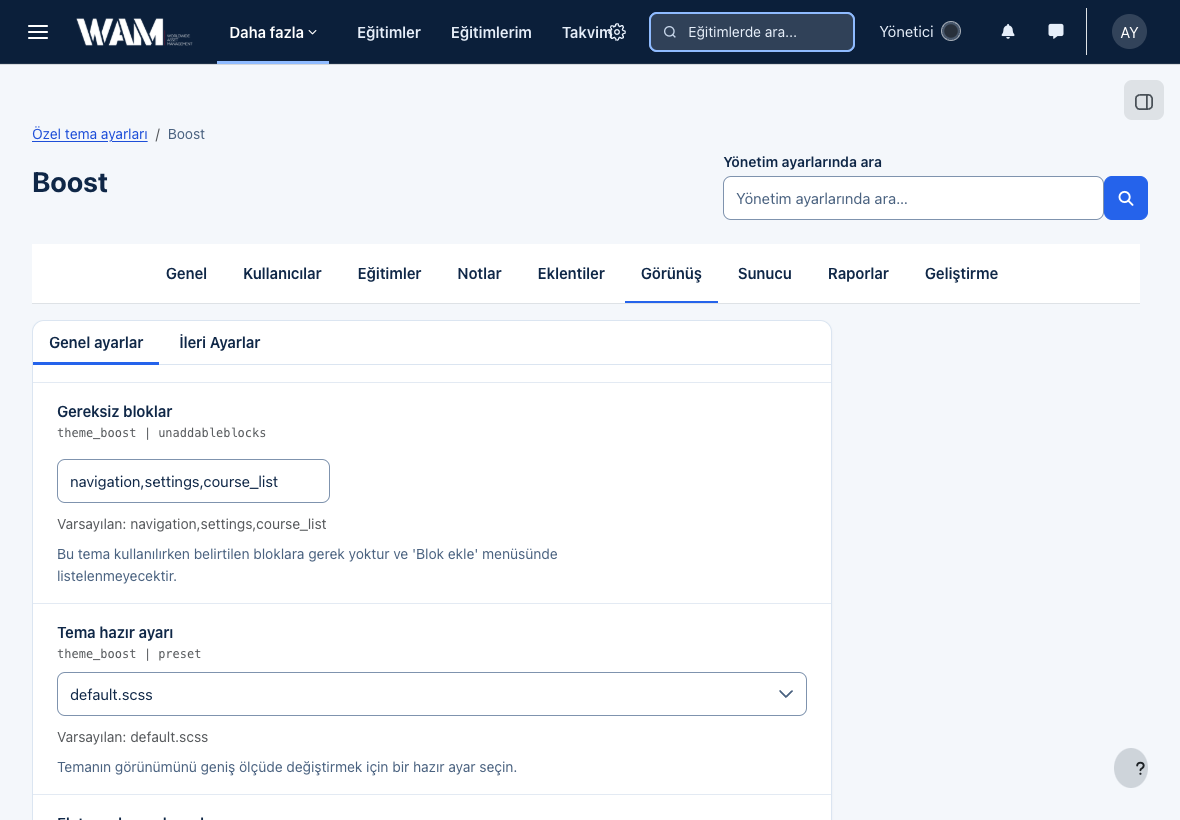 WAM
WORLDWIDE
ASSET
MANAGEMENT
Daha fazla
Eğitimler
Eğitimlerim
Takvim
Eğitimlerde ara...
Yönetici
AY
Özel tema ayarları / Boost
Boost
Yönetim ayarlarında ara
Yönetim ayarlarında ara...
Genel
Kullanıcılar
Eğitimler
Notlar
Eklentiler
Görünüş
Sunucu
Raporlar
Geliştirme
Genel ayarlar
İleri Ayarlar
Gereksiz bloklar
theme_boost | unaddableblocks
navigation,settings,course_list
Varsayılan: navigation,settings,course_list
Bu tema kullanılırken belirtilen bloklara gerek yoktur ve 'Blok ekle' menüsünde
listelenmeyecektir.
Tema hazır ayarı
theme_boost | preset
default.scss
Varsayılan: default.scss
Temanın görünümünü geniş ölçüde değiştirmek için bir hazır ayar seçin.
?